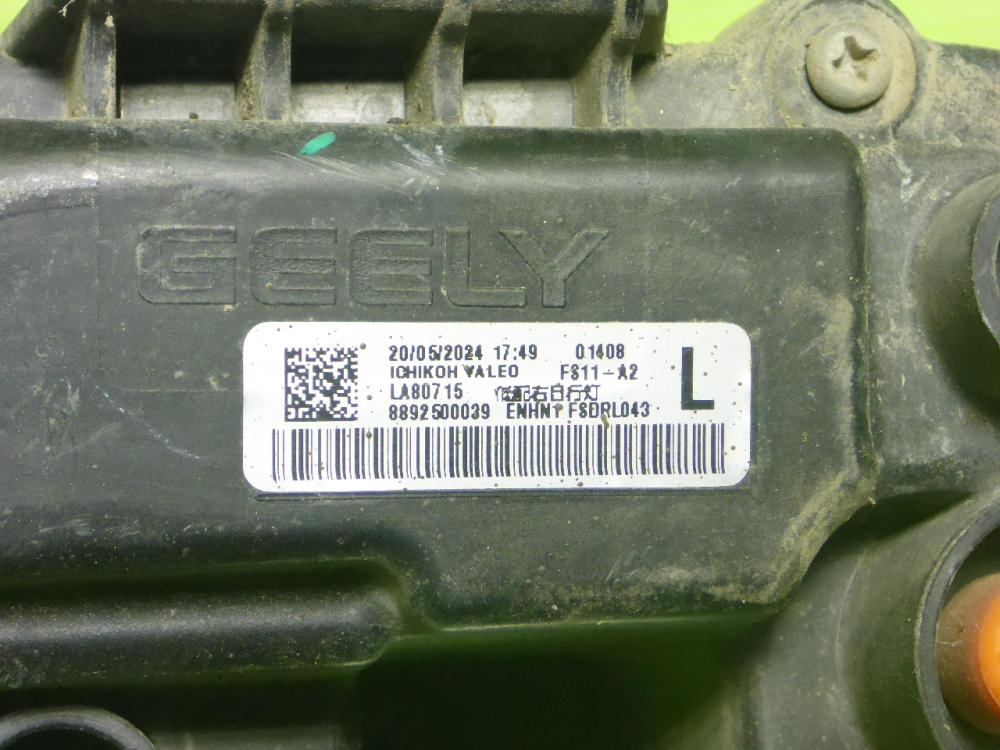 GEELY
20/05/2024 17:49 01408
ICHIKOH VALEO FS11-A2
LA80715 低配右日行灯 L
8892500039 ENHN1 FSDRL043